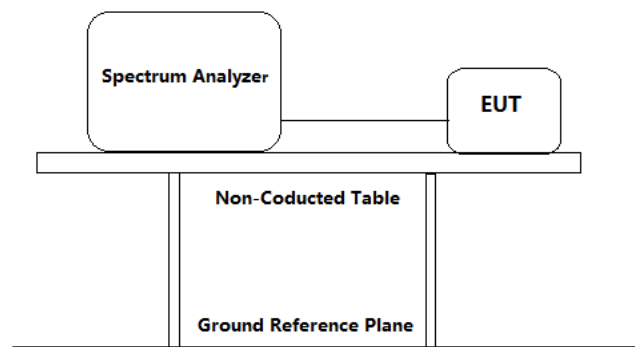 Spectrum Analyzer
EUT
Non-Coducted Table
Ground Reference Plane